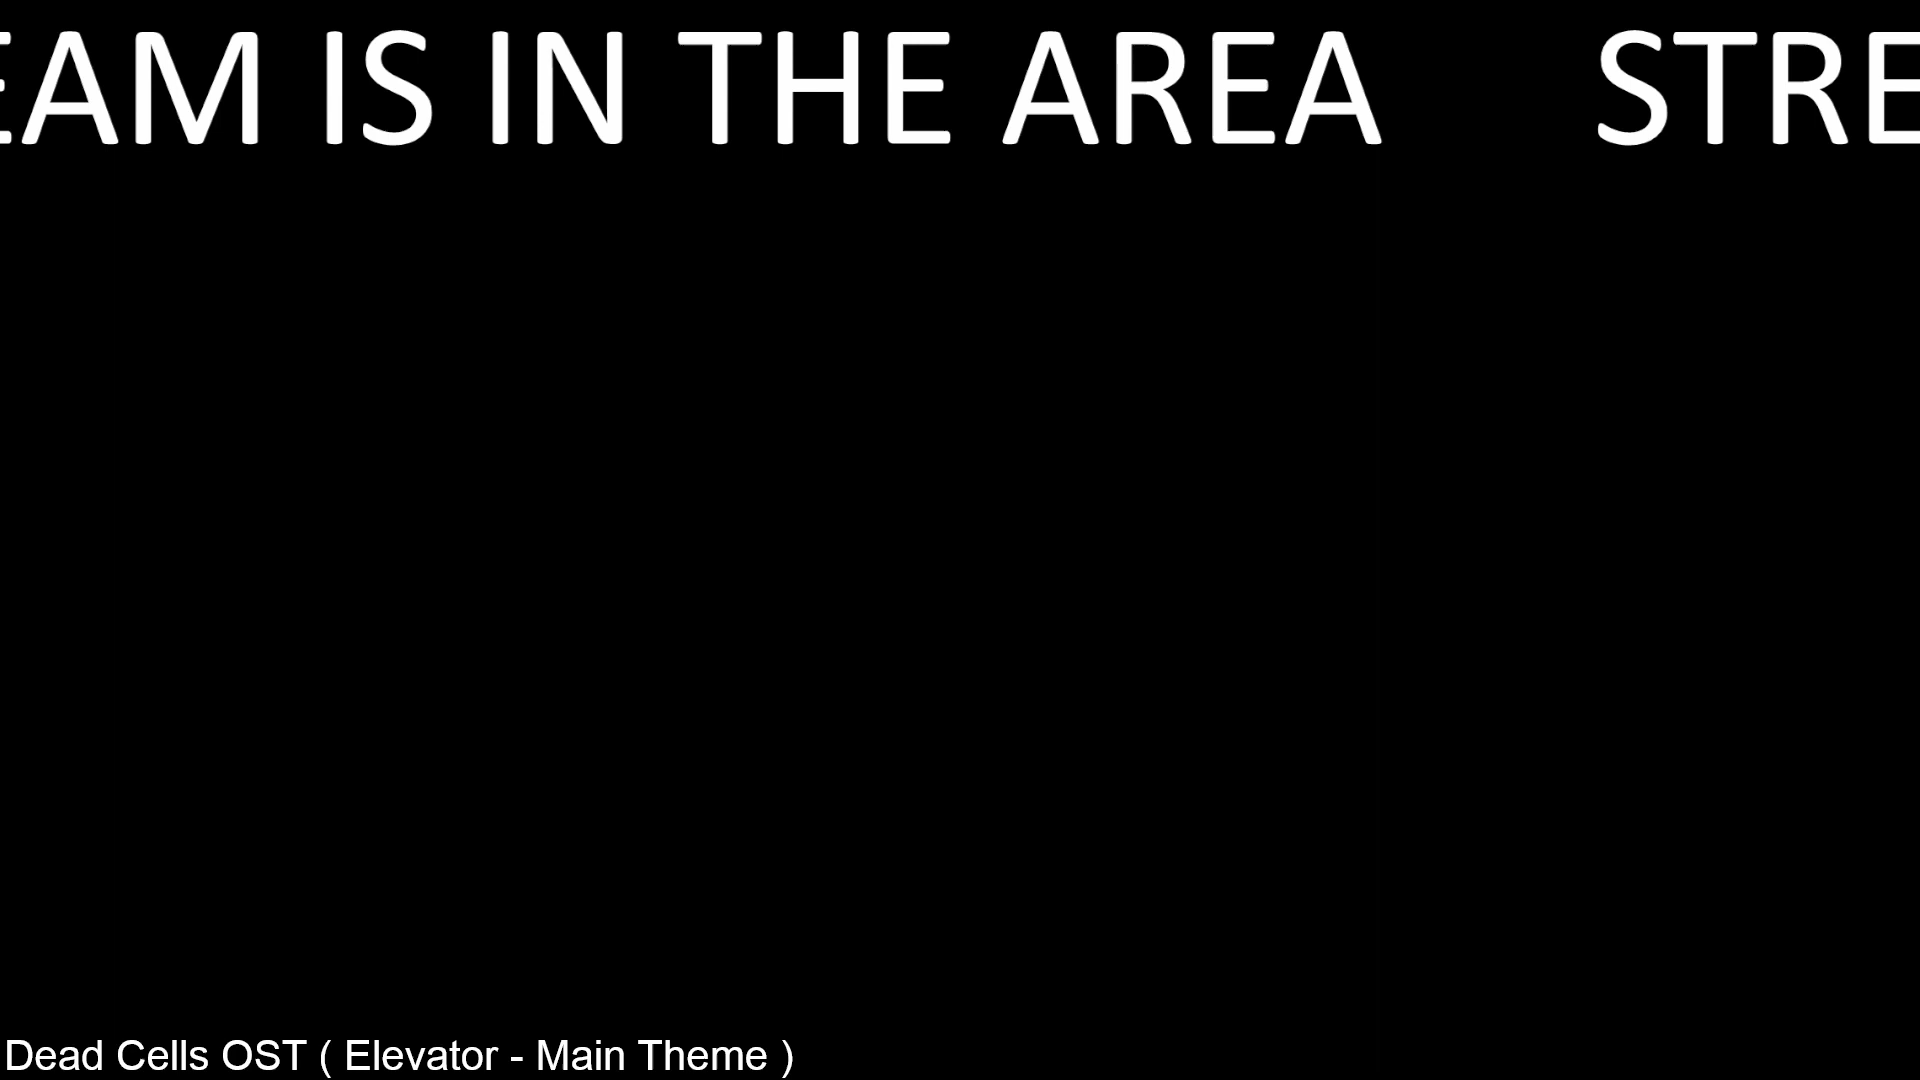 EAM IS IN THE AREA STRE
Dead Cells OST ( Elevator - Main Theme )